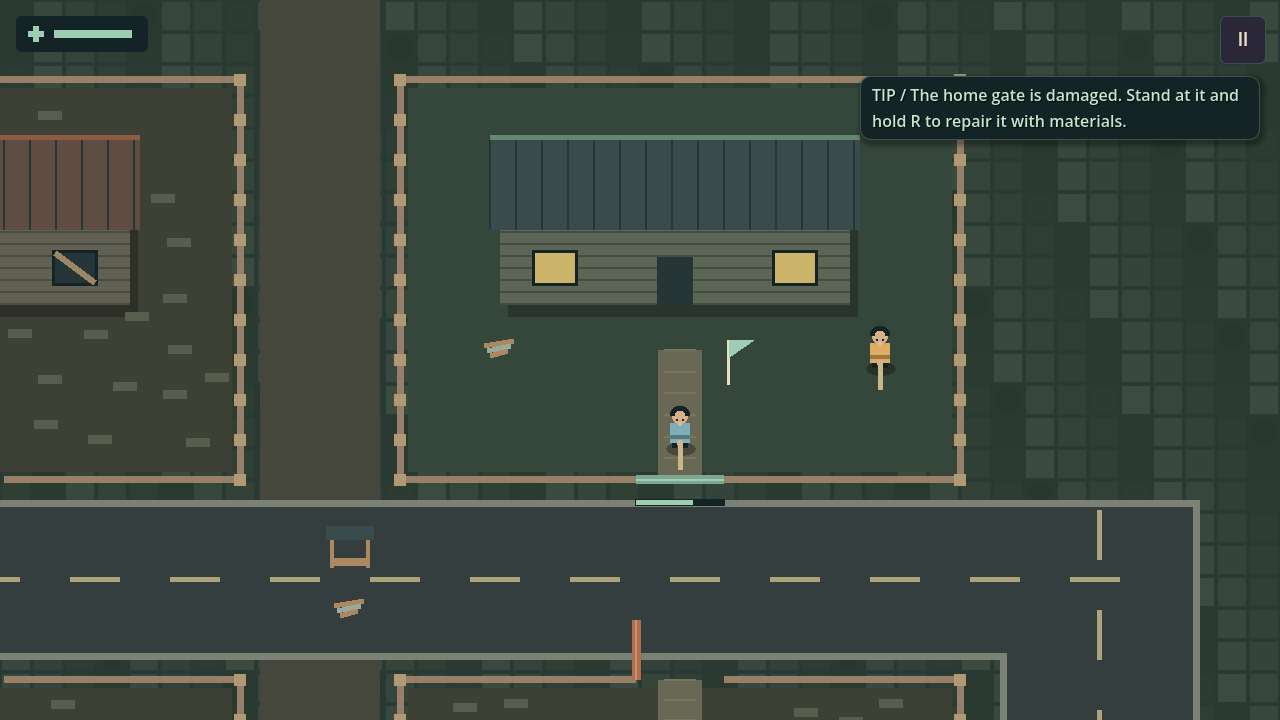 TIP / The home gate is damaged. Stand at it and
hold R to repair it with materials.